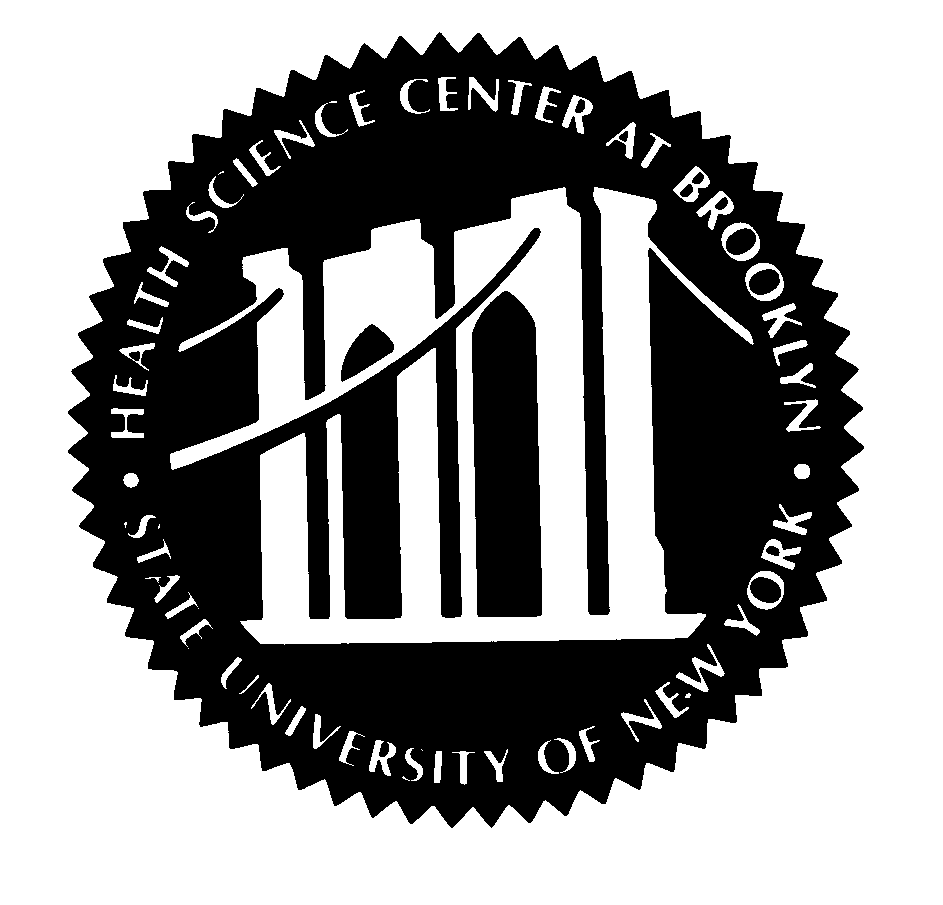 HEALTH SCIENCE CENTER AT BROOKLYN
STATE UNIVERSITY OF NEW YORK